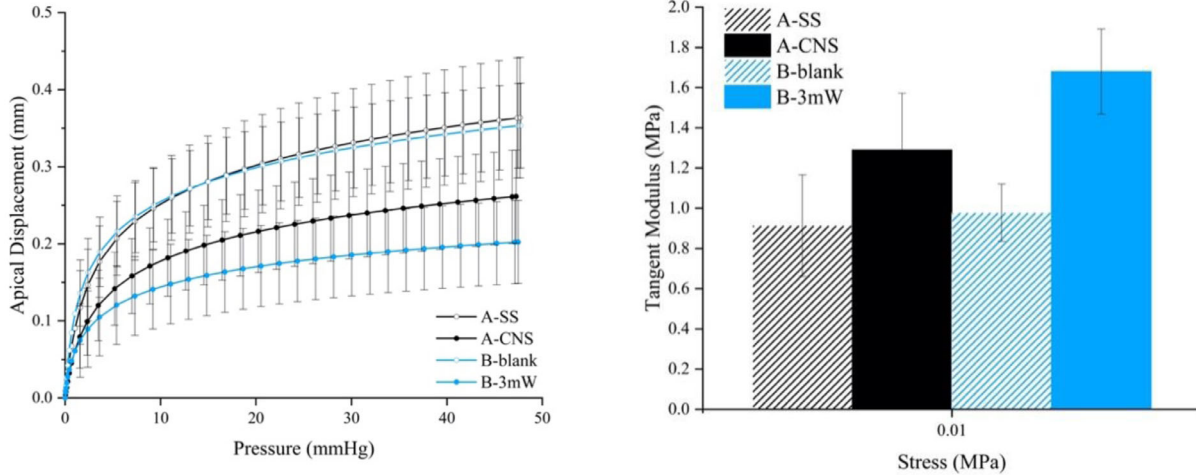 0.5
0.4
0.3
0.2
0.1
0.0
Apical Displacement (mm)
A-SS
A-CNS
B-blank
B-3mW
0
10
20
30
40
50
Pressure (mmHg)
2.0
1.8
1.6
1.4
1.2
1.0
0.8
0.6
0.4
0.2
0.0
Tangent Modulus (MPa)
A-SS
A-CNS
B-blank
B-3mW
0.01
Stress (MPa)